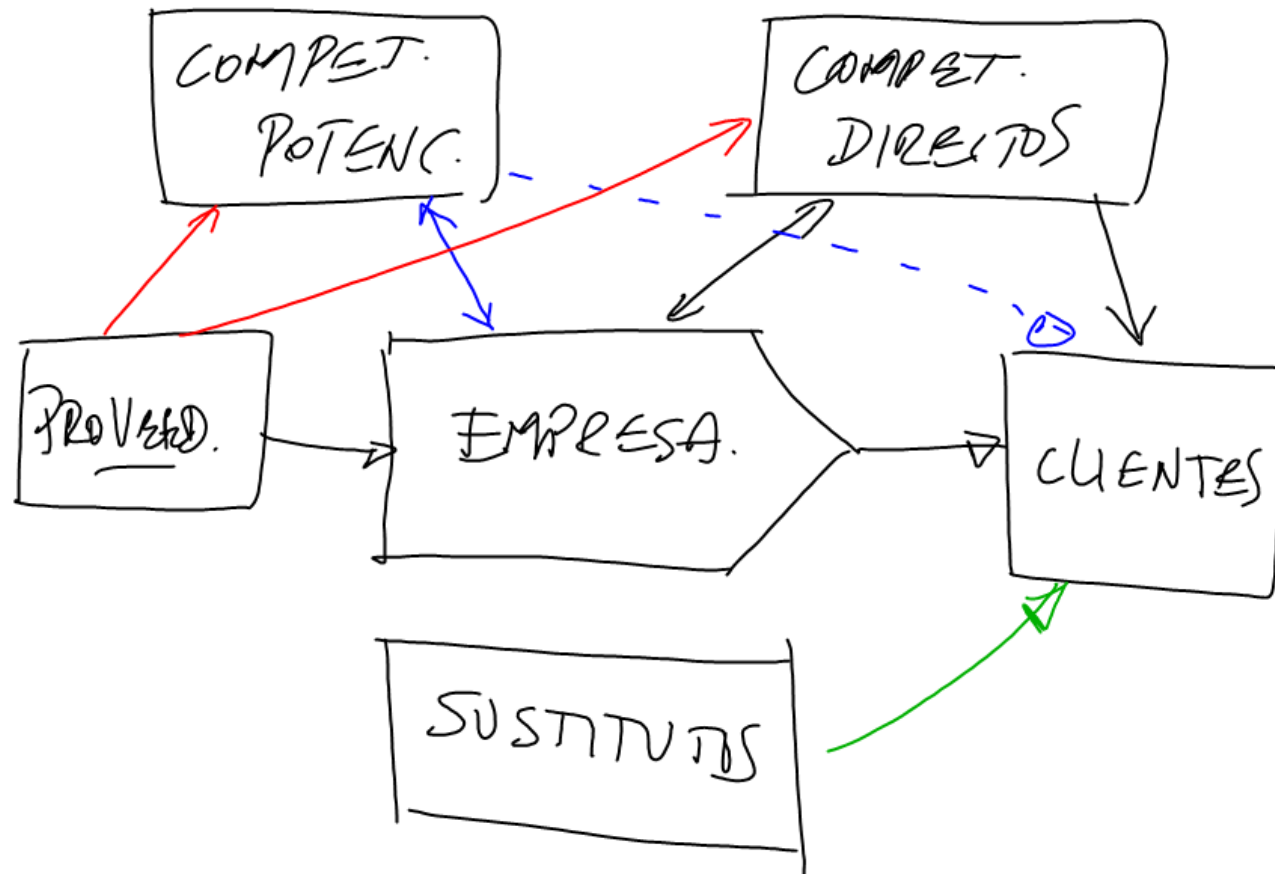 COMPET.
POTENC.
COMPET.
DIRECTOS
PROVEED.
EMPRESA.
CLIENTES
SUSTITUTOS